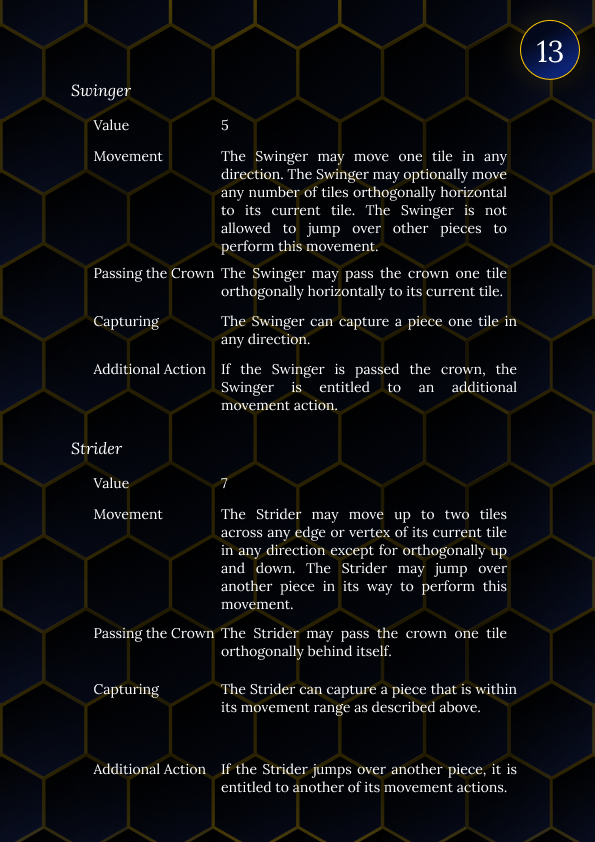 13
Swinger
Value 5
Movement The Swinger may move one tile in any
direction. The Swinger may optionally move
any number of tiles orthogonally horizontal
to its current tile. The Swinger is not
allowed to jump over other pieces to
perform this movement.
Passing the Crown The Swinger may pass the crown one tile
orthogonally horizontally to its current tile.
Capturing The Swinger can capture a piece one tile in
any direction.
Additional Action If the Swinger is passed the crown, the
Swinger is entitled to an additional
movement action.
Strider
Value 7
Movement The Strider may move up to two tiles
across any edge or vertex of its current tile
in any direction except for orthogonally up
and down. The Strider may jump over
another piece in its way to perform this
movement.
Passing the Crown The Strider may pass the crown one tile
orthogonally behind itself.
Capturing The Strider can capture a piece that is within
its movement range as described above.
Additional Action If the Strider jumps over another piece, it is
entitled to another of its movement actions.